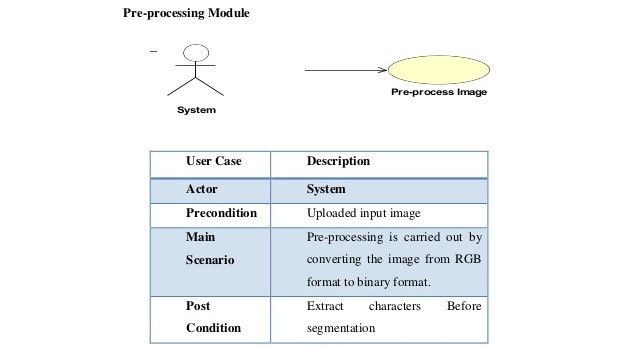 Pre-processing Module
System
Pre-process Image
User Case Description
Actor System
Precondition Uploaded input image
Main Pre-processing is carried out by
Scenario converting the image from RGB
format to binary format.
Post Extract characters Before
Condition segmentation